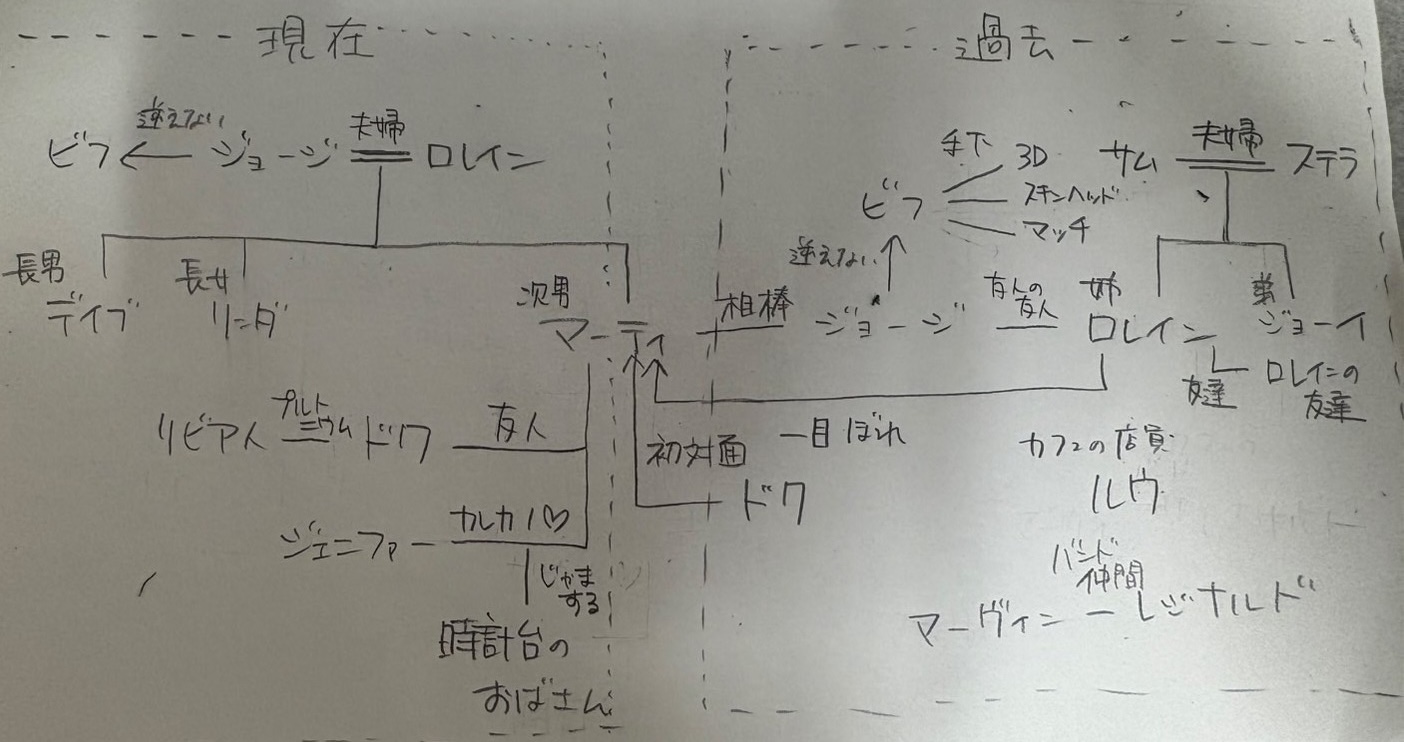 現在
過去
逆えない
夫婦
ビフ ジョージ ロレイン
手下
3D
スキンヘッド
マッチ
ビフ
夫婦
サム ステラ
長男
デイブ
長女
リンダ
次男
マーティ
相棒
逆えない
ジョージ
友人の
友人
姉
ロレイン
弟
ジョーイ
友達
ロレインの
友達
一目ぼれ
リビア人
プルト
ニウム
ドク
友人
初対面
ドク
カフェの店員
ルウ
ジェニファー
カレカノ♡
じゃま
する
時計台の
おばさん
バンド
仲間
マーヴィン ー レジナルド